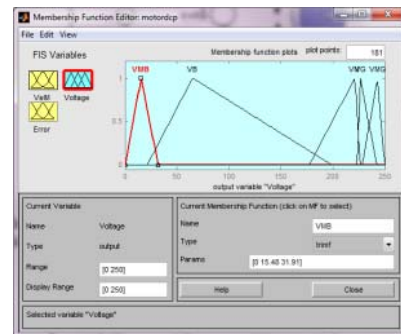 Membership Function Editor: motordcp
File Edit View
FIS Variables
Membership function plots plot points: 181
VMB VB VG VMG
Voltage
Error
1
0.5
0
0 50 100 150 200 250
output variable "Voltage"
Current Variable
Current Membership Function (click on MF to select)
Name Voltage
Name VMB
Type output
Type trimf
Params [0 15.48 31.91]
Range [0 250]
Display Range [0 250]
Help Close
Selected variable "Voltage"